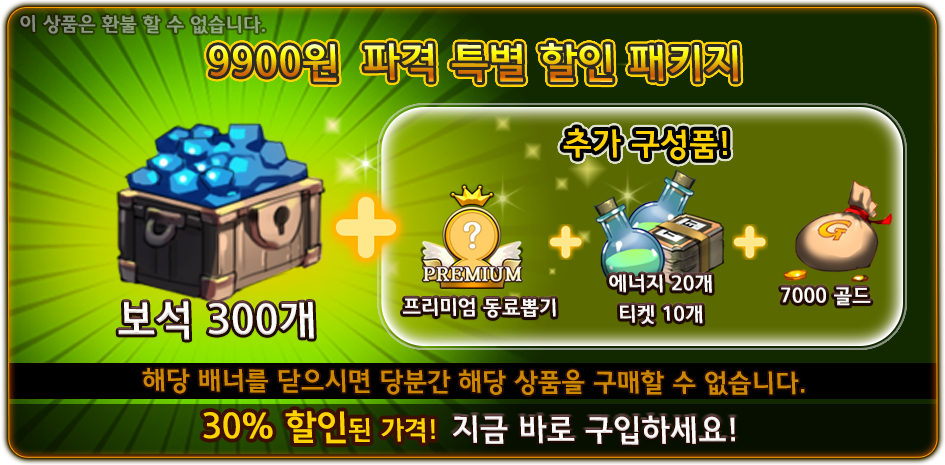 이 상품은 환불 할 수 없습니다.
9900원 파격 특별 할인 패키지
추가 구성품!
?
PREMIUM
G
보석 300개
프리미엄 동료뽑기
에너지 20개
티켓 10개
7000 골드
해당 배너를 닫으시면 당분간 해당 상품을 구매할 수 없습니다.
30% 할인된 가격! 지금 바로 구입하세요!